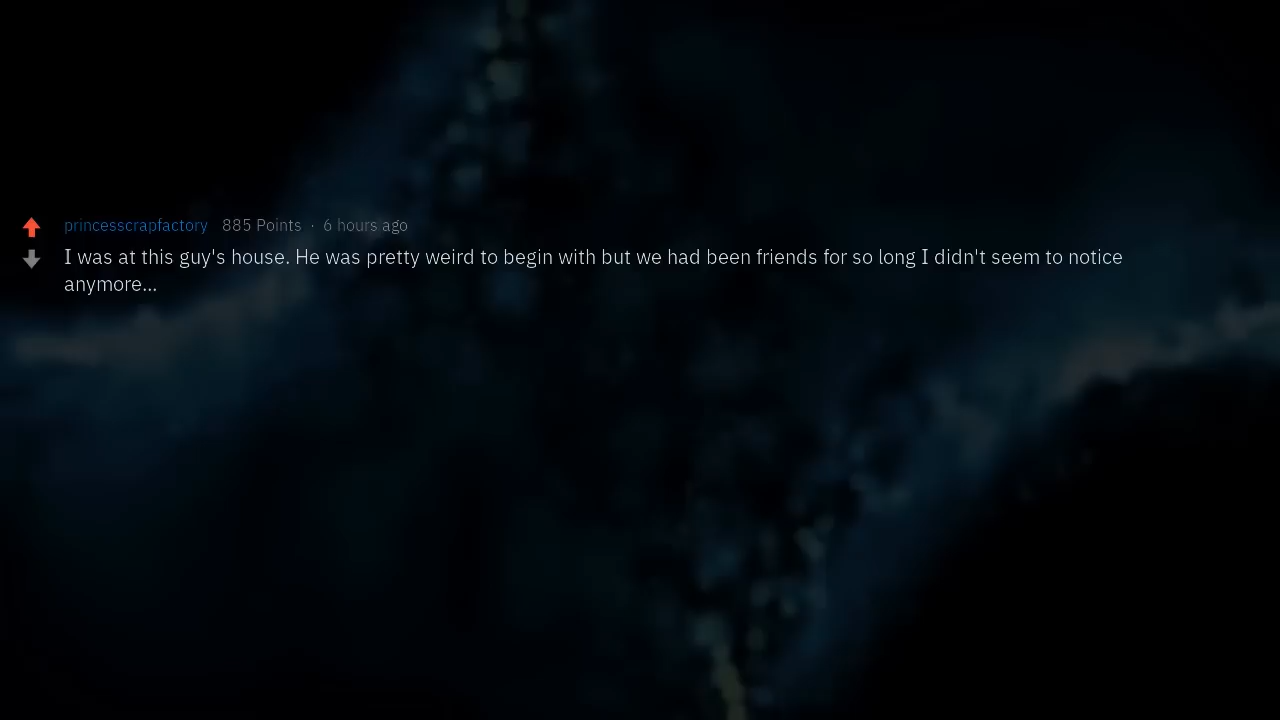 princesscrapfactory 885 Points · 6 hours ago
I was at this guy's house. He was pretty weird to begin with but we had been friends for so long I didn't seem to notice
anymore...